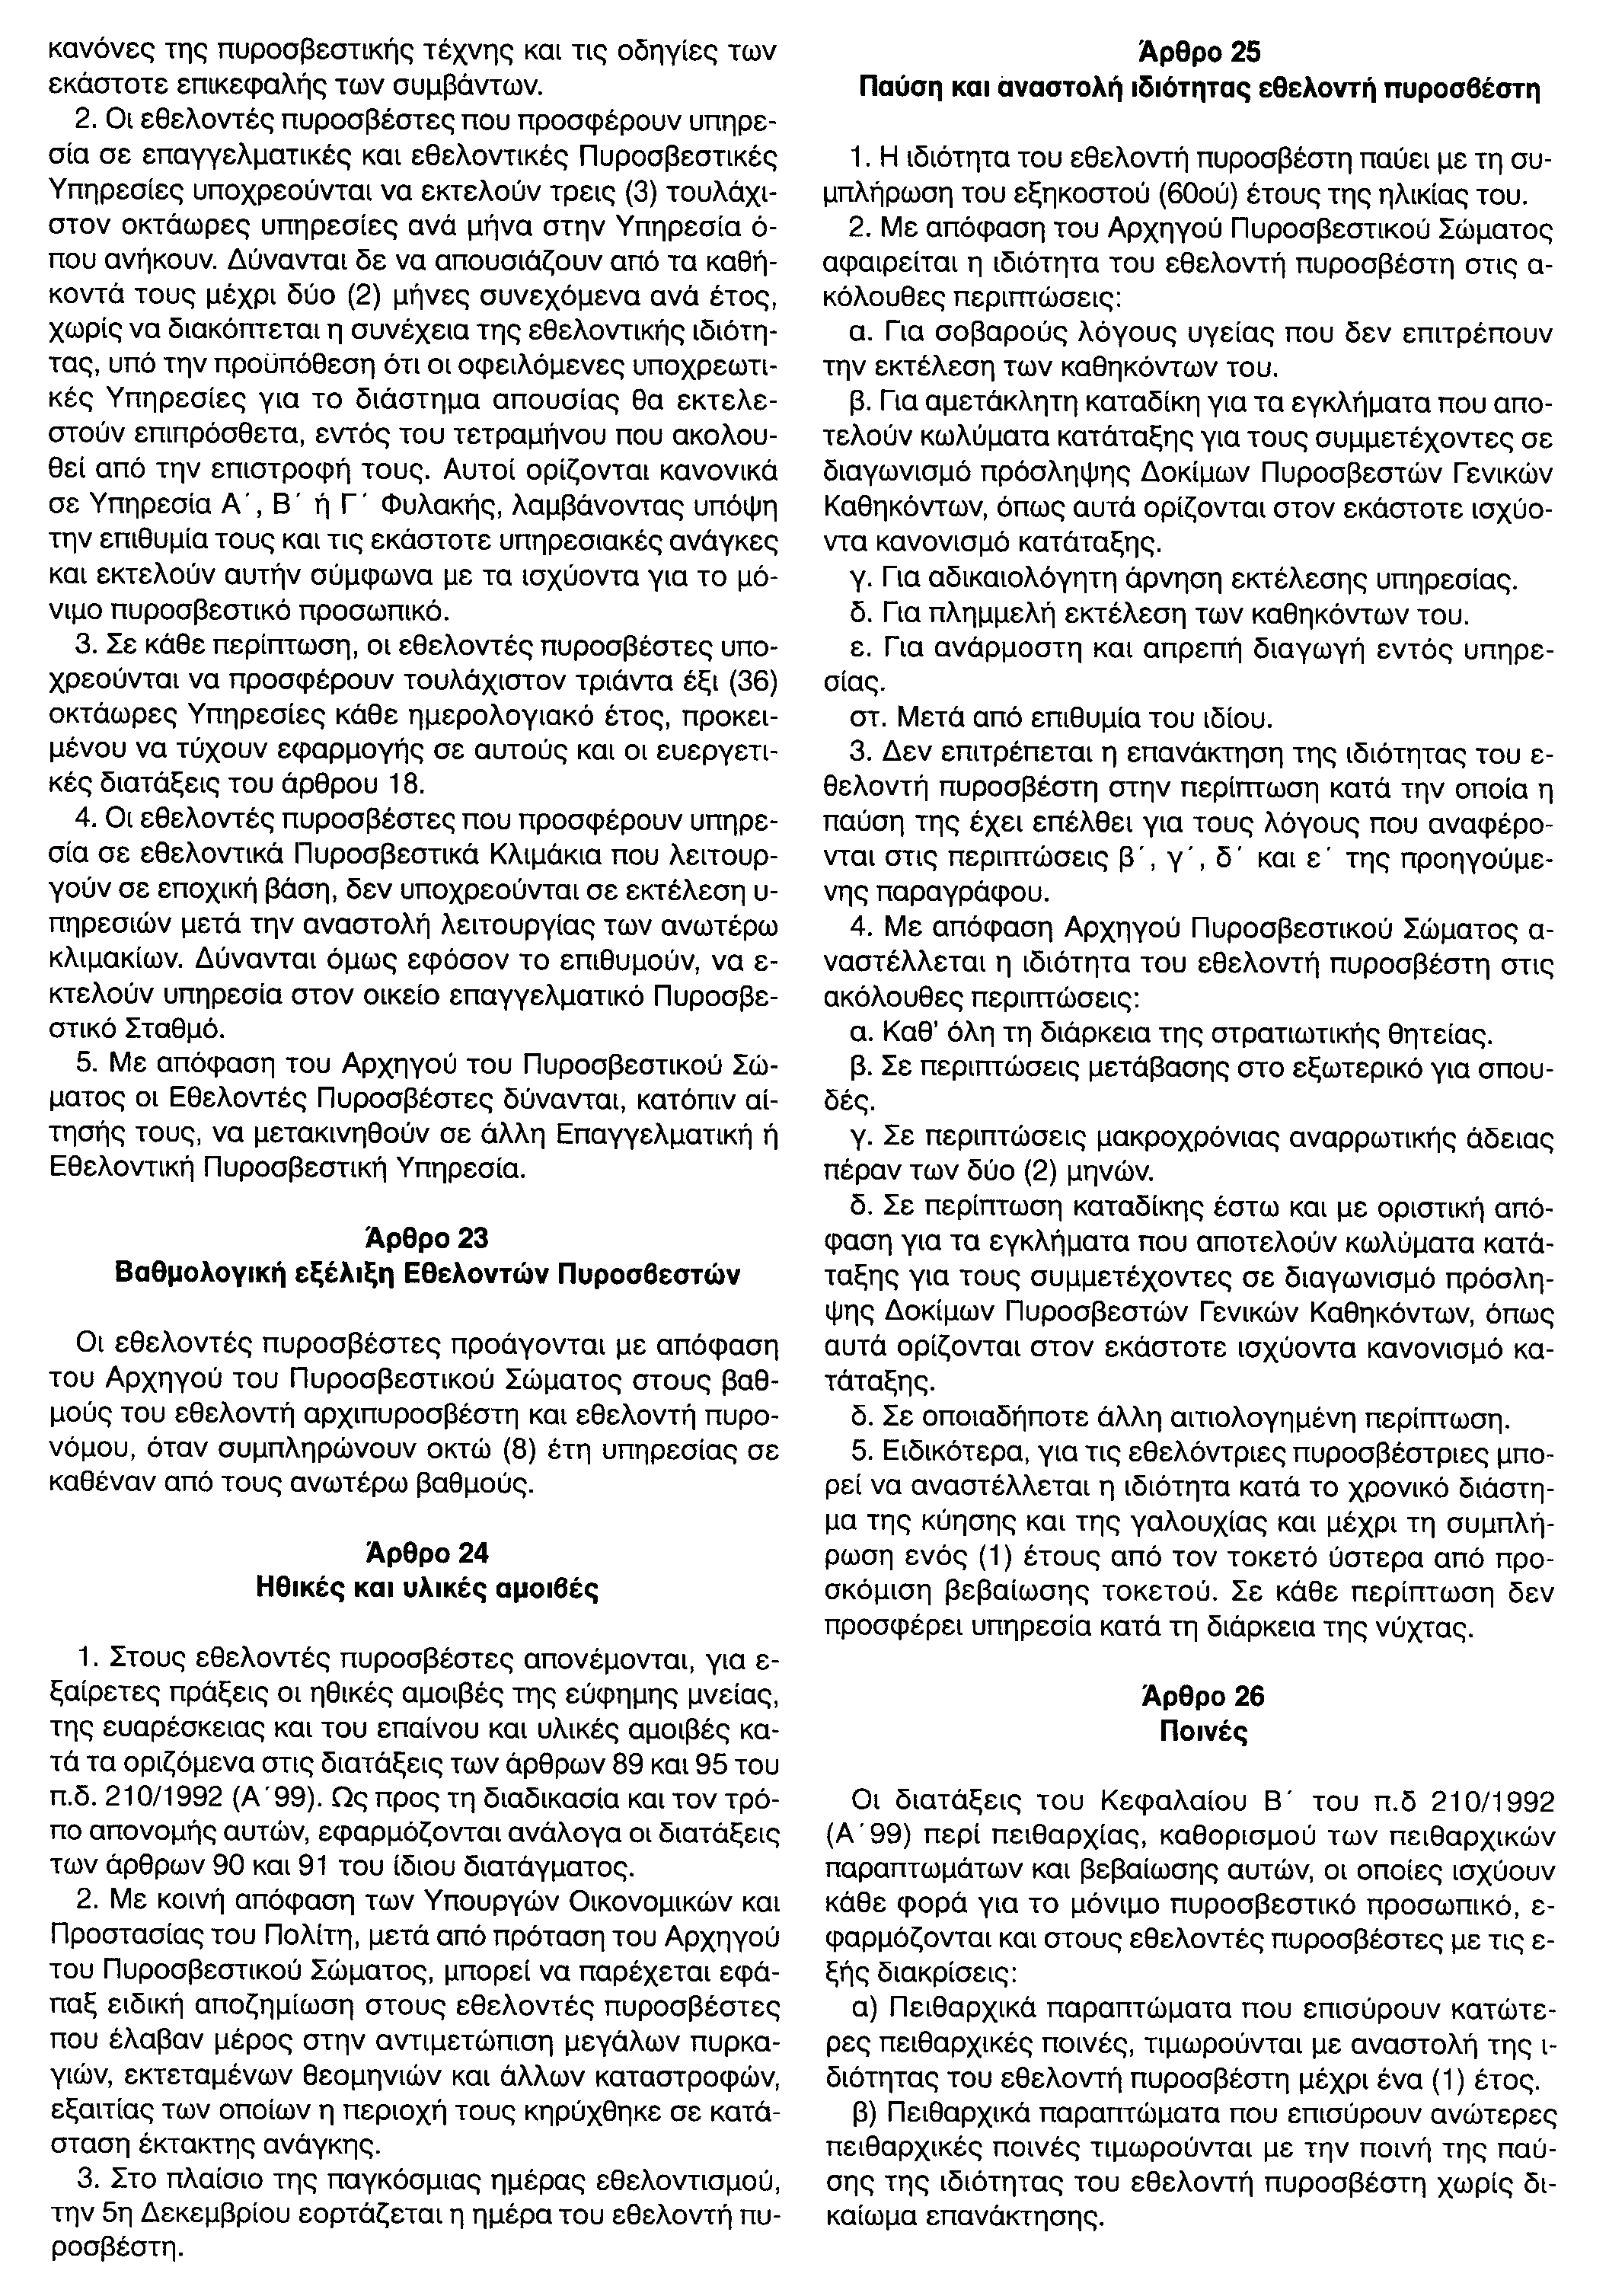 κανόνες της πυροσβεστικής τέχνης και τις οδηγίες των
εκάστοτε επικεφαλής των συμβάντων.
2. Οι εθελοντές πυροσβέστες που προσφέρουν υπηρε-
σία σε επαγγελματικές και εθελοντικές Πυροσβεστικές
Υπηρεσίες υποχρεούνται να εκτελούν τρεις (3) τουλάχι-
στον οκτάωρες υπηρεσίες ανά μήνα στην Υπηρεσία ό-
που ανήκουν. Δύνανται δε να απουσιάζουν από τα καθή-
κοντά τους μέχρι δύο (2) μήνες συνεχόμενα ανά έτος,
χωρίς να διακόπτεται η συνέχεια της εθελοντικής ιδιότη-
τας, υπό την προϋπόθεση ότι οι οφειλόμενες υποχρεωτι-
κές Υπηρεσίες για το διάστημα απουσίας θα εκτελε-
στούν επιπρόσθετα, εντός του τετραμήνου που ακολου-
θεί από την επιστροφή τους. Αυτοί ορίζονται κανονικά
σε Υπηρεσία Α΄, Β΄ ή Γ΄ Φυλακής, λαμβάνοντας υπόψη
την επιθυμία τους και τις εκάστοτε υπηρεσιακές ανάγκες
και εκτελούν αυτήν σύμφωνα με τα ισχύοντα για το μό-
νιμο πυροσβεστικό προσωπικό.
3. Σε κάθε περίπτωση, οι εθελοντές πυροσβέστες υπο-
χρεούνται να προσφέρουν τουλάχιστον τριάντα έξι (36)
οκτάωρες Υπηρεσίες κάθε ημερολογιακό έτος, προκει-
μένου να τύχουν εφαρμογής σε αυτούς και οι ευεργετι-
κές διατάξεις του άρθρου 18.
4. Οι εθελοντές πυροσβέστες που προσφέρουν υπηρε-
σία σε εθελοντικά Πυροσβεστικά Κλιμάκια που λειτουρ-
γούν σε εποχική βάση, δεν υποχρεούνται σε εκτέλεση υ-
πηρεσιών μετά την αναστολή λειτουργίας των ανωτέρω
κλιμακίων. Δύνανται όμως εφόσον το επιθυμούν, να ε-
κτελούν υπηρεσία στον οικείο επαγγελματικό Πυροσβε-
στικό Σταθμό.
5. Με απόφαση του Αρχηγού του Πυροσβεστικού Σώ-
ματος οι Εθελοντές Πυροσβέστες δύνανται, κατόπιν αί-
τησής τους, να μετακινηθούν σε άλλη Επαγγελματική ή
Εθελοντική Πυροσβεστική Υπηρεσία.
Άρθρο 23
Βαθμολογική εξέλιξη Εθελοντών Πυροσβεστών
Οι εθελοντές πυροσβέστες προάγονται με απόφαση
του Αρχηγού του Πυροσβεστικού Σώματος στους βαθ-
μούς του εθελοντή αρχιπυροσβέστη και εθελοντή πυρο-
νόμου, όταν συμπληρώνουν οκτώ (8) έτη υπηρεσίας σε
καθέναν από τους ανωτέρω βαθμούς.
Άρθρο 24
Ηθικές και υλικές αμοιβές
1. Στους εθελοντές πυροσβέστες απονέμονται, για ε-
ξαίρετες πράξεις οι ηθικές αμοιβές της εύφημης μνείας,
της ευαρέσκειας και του επαίνου και υλικές αμοιβές κα-
τά τα οριζόμενα στις διατάξεις των άρθρων 89 και 95 του
π.δ. 210/1992 (Α΄99). Ως προς τη διαδικασία και τον τρό-
πο απονομής αυτών, εφαρμόζονται ανάλογα οι διατάξεις
των άρθρων 90 και 91 του ίδιου διατάγματος.
2. Με κοινή απόφαση των Υπουργών Οικονομικών και
Προστασίας του Πολίτη, μετά από πρόταση του Αρχηγού
του Πυροσβεστικού Σώματος, μπορεί να παρέχεται εφά-
παξ ειδική αποζημίωση στους εθελοντές πυροσβέστες
που έλαβαν μέρος στην αντιμετώπιση μεγάλων πυρκα-
γιών, εκτεταμένων θεομηνιών και άλλων καταστροφών,
εξαιτίας των οποίων η περιοχή τους κηρύχθηκε σε κατά-
σταση έκτακτης ανάγκης.
3. Στο πλαίσιο της παγκόσμιας ημέρας εθελοντισμού,
την 5η Δεκεμβρίου εορτάζεται η ημέρα του εθελοντή πυ-
ροσβέστη.
Άρθρο 25
Παύση και αναστολή ιδιότητας εθελοντή πυροσβέστη
1. Η ιδιότητα του εθελοντή πυροσβέστη παύει με τη συ-
μπλήρωση του εξηκοστού (60ού) έτους της ηλικίας του.
2. Με απόφαση του Αρχηγού Πυροσβεστικού Σώματος
αφαιρείται η ιδιότητα του εθελοντή πυροσβέστη στις α-
κόλουθες περιπτώσεις:
α. Για σοβαρούς λόγους υγείας που δεν επιτρέπουν
την εκτέλεση των καθηκόντων του.
β. Για αμετάκλητη καταδίκη για τα εγκλήματα που απο-
τελούν κωλύματα κατάταξης για τους συμμετέχοντες σε
διαγωνισμό πρόσληψης Δοκίμων Πυροσβεστών Γενικών
Καθηκόντων, όπως αυτά ορίζονται στον εκάστοτε ισχύο-
ντα κανονισμό κατάταξης.
γ. Για αδικαιολόγητη άρνηση εκτέλεσης υπηρεσίας.
δ. Για πλημμελή εκτέλεση των καθηκόντων του.
ε. Για ανάρμοστη και απρεπή διαγωγή εντός υπηρε-
σίας.
στ. Μετά από επιθυμία του ιδίου.
3. Δεν επιτρέπεται η επανάκτηση της ιδιότητας του ε-
θελοντή πυροσβέστη στην περίπτωση κατά την οποία η
παύση της έχει επέλθει για τους λόγους που αναφέρο-
νται στις περιπτώσεις β΄, γ΄, δ΄ και ε΄ της προηγούμε-
νης παραγράφου.
4. Με απόφαση Αρχηγού Πυροσβεστικού Σώματος α-
ναστέλλεται η ιδιότητα του εθελοντή πυροσβέστη στις
ακόλουθες περιπτώσεις:
α. Καθ' όλη τη διάρκεια της στρατιωτικής θητείας.
β. Σε περιπτώσεις μετάβασης στο εξωτερικό για σπου-
δές.
γ. Σε περιπτώσεις μακροχρόνιας αναρρωτικής άδειας
πέραν των δύο (2) μηνών.
δ. Σε περίπτωση καταδίκης έστω και με οριστική από-
φαση για τα εγκλήματα που αποτελούν κωλύματα κατά-
ταξης για τους συμμετέχοντες σε διαγωνισμό πρόσλη-
ψης Δοκίμων Πυροσβεστών Γενικών Καθηκόντων, όπως
αυτά ορίζονται στον εκάστοτε ισχύοντα κανονισμό κα-
τάταξης.
δ. Σε οποιαδήποτε άλλη αιτιολογημένη περίπτωση.
5. Ειδικότερα, για τις εθελόντριες πυροσβέστριες μπο-
ρεί να αναστέλλεται η ιδιότητα κατά το χρονικό διάστη-
μα της κύησης και της γαλουχίας και μέχρι τη συμπλή-
ρωση ενός (1) έτους από τον τοκετό ύστερα από προ-
σκόμιση βεβαίωσης τοκετού. Σε κάθε περίπτωση δεν
προσφέρει υπηρεσία κατά τη διάρκεια της νύχτας.
Άρθρο 26
Ποινές
Οι διατάξεις του Κεφαλαίου Β΄ του π.δ 210/1992
(Α΄99) περί πειθαρχίας, καθορισμού των πειθαρχικών
παραπτωμάτων και βεβαίωσης αυτών, οι οποίες ισχύουν
κάθε φορά για το μόνιμο πυροσβεστικό προσωπικό, ε-
φαρμόζονται και στους εθελοντές πυροσβέστες με τις ε-
ξής διακρίσεις:
α) Πειθαρχικά παραπτώματα που επισύρουν κατώτε-
ρες πειθαρχικές ποινές, τιμωρούνται με αναστολή της ι-
διότητας του εθελοντή πυροσβέστη μέχρι ένα (1) έτος.
β) Πειθαρχικά παραπτώματα που επισύρουν ανώτερες
πειθαρχικές ποινές τιμωρούνται με την ποινή της παύ-
σης της ιδιότητας του εθελοντή πυροσβέστη χωρίς δι-
καίωμα επανάκτησης.